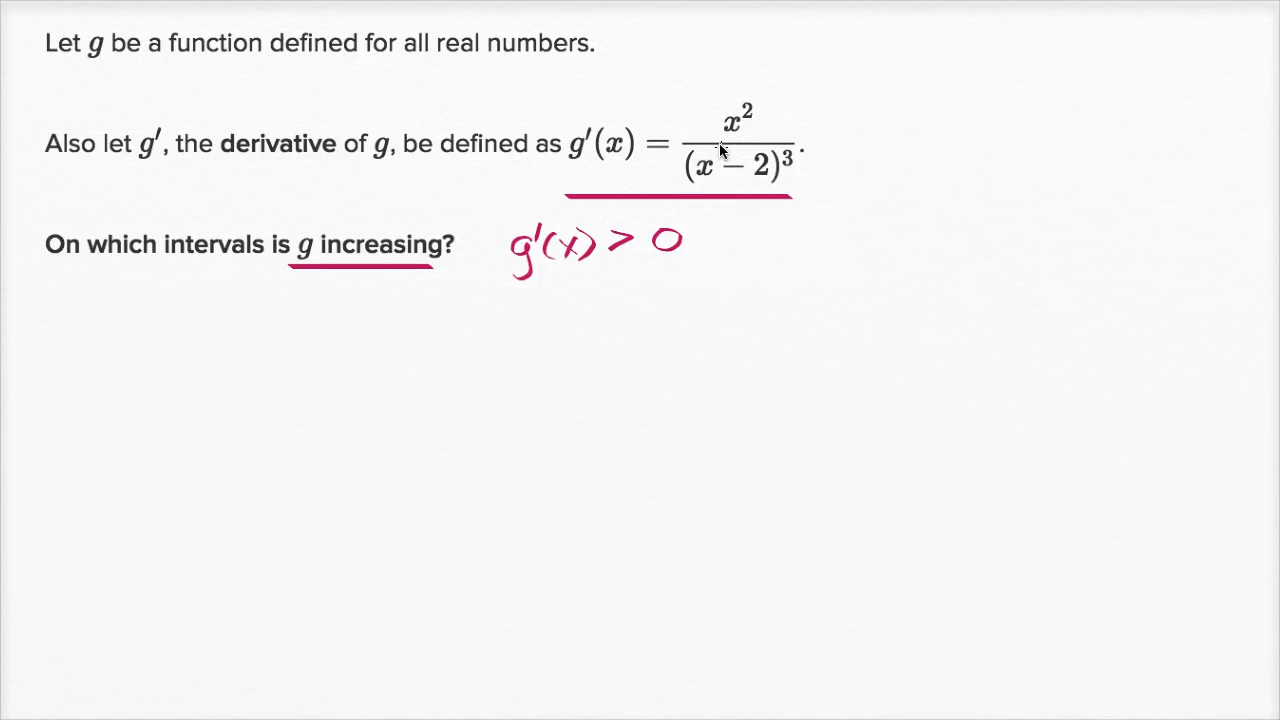 Let g be a function defined for all real numbers.
Also let g′, the derivative of g, be defined as g′(x) = x²/(x − 2)³.
On which intervals is g increasing? g'(x) > 0